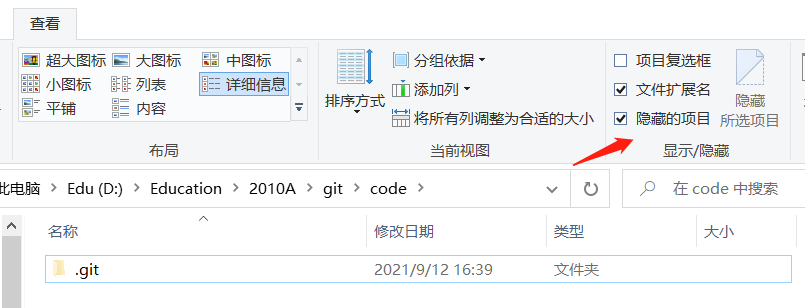 查看
超大图标 大图标 中图标
小图标 列表 详细信息
平铺 内容
布局
排序方式
分组依据
添加列
将所有列调整为合适的大小
当前视图
项目复选框
文件扩展名
隐藏的项目
隐藏
所选项目
显示/隐藏
此电脑 > Edu (D:) > Education > 2010A > git > code >
在 code 中搜索
名称 修改日期 类型 大小
.git 2021/9/12 16:39 文件夹